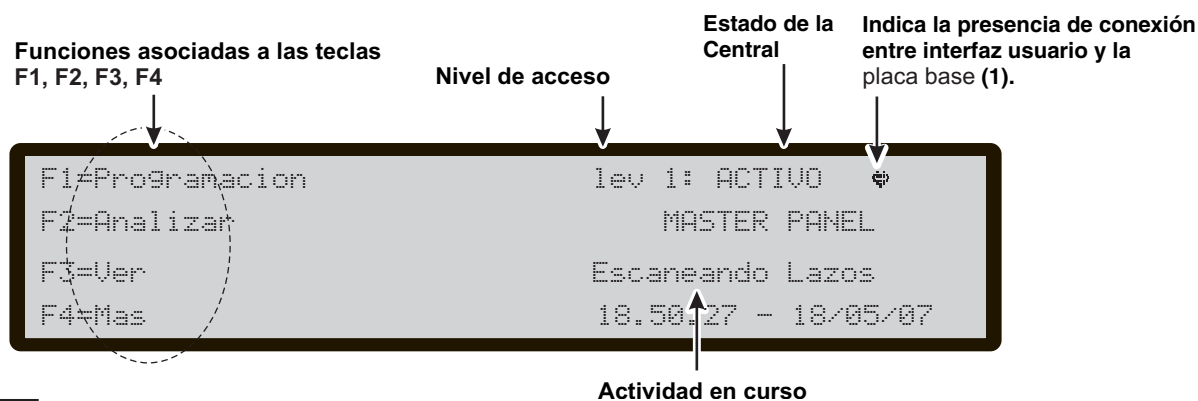 Funciones asociadas a las teclas
F1, F2, F3, F4
Nivel de acceso
Estado de la
Central
Indica la presencia de conexión
entre interfaz usuario y la
placa base (1).
F1=Programacion lev 1: ACTIVO
F2=Analizar MASTER PANEL
F3=Ver Escaneando Lazos
F4=Mas 18.50.27 - 18/05/07
Actividad en curso